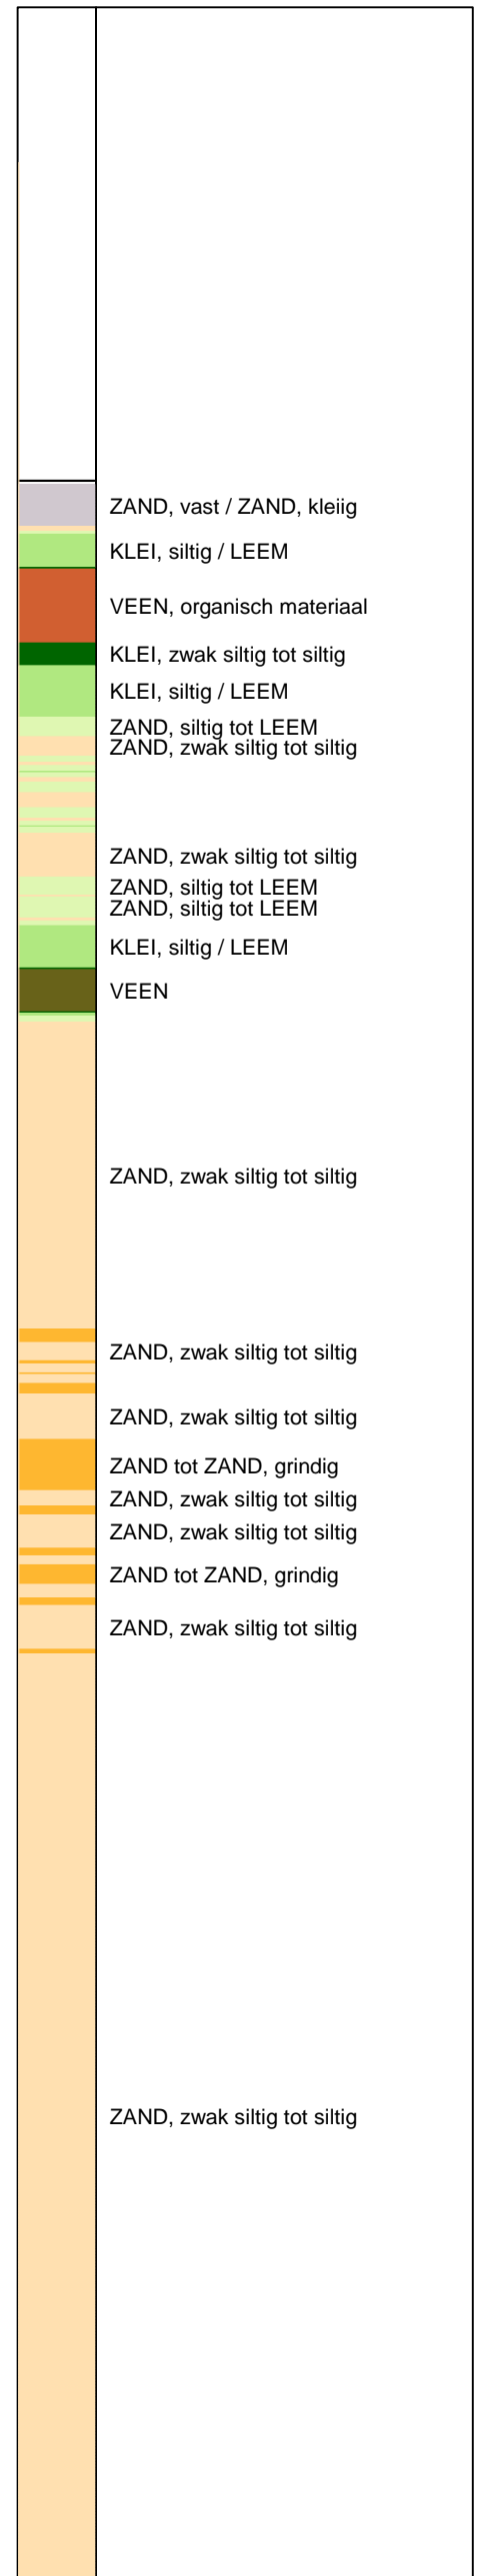 ZAND, vast / ZAND, kleiig
KLEI, siltig / LEEM
VEEN, organisch materiaal
KLEI, zwak siltig tot siltig
KLEI, siltig / LEEM
ZAND, siltig tot LEEM
ZAND, zwak siltig tot siltig
ZAND, zwak siltig tot siltig
ZAND, siltig tot LEEM
ZAND, siltig tot LEEM
KLEI, siltig / LEEM
VEEN
ZAND, zwak siltig tot siltig
ZAND, zwak siltig tot siltig
ZAND, zwak siltig tot siltig
ZAND tot ZAND, grindig
ZAND, zwak siltig tot siltig
ZAND, zwak siltig tot siltig
ZAND tot ZAND, grindig
ZAND, zwak siltig tot siltig
ZAND, zwak siltig tot siltig